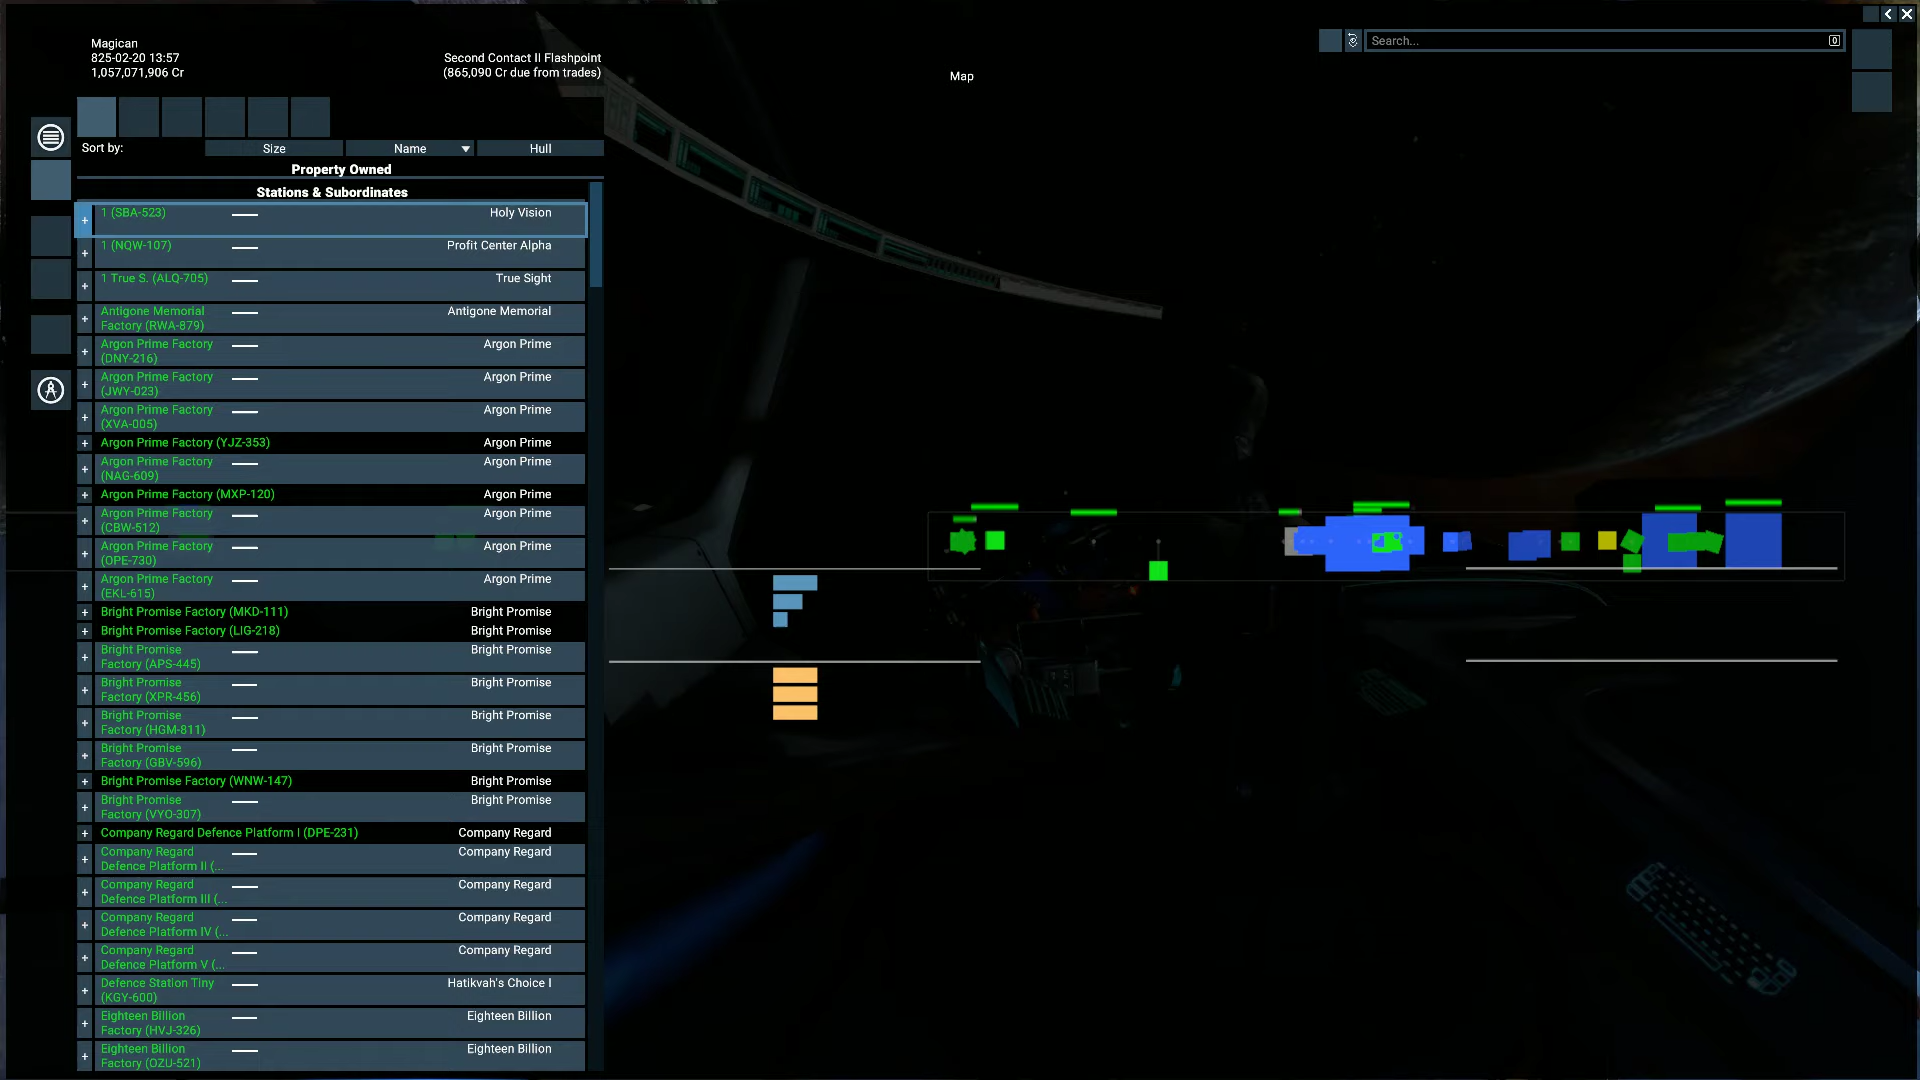 Magican
825-02-20 13:57
1,057,071,906 Cr
Second Contact II Flashpoint
(865,090 Cr due from trades)
Map
Search...
0
Sort by:
Size
Name
Hull
Property Owned
Stations & Subordinates
1 (SBA-523) Holy Vision
1 (NQW-107) Profit Center Alpha
1 True S. (ALQ-705) True Sight
Antigone Memorial Antigone Memorial
Factory (RWA-879)
Argon Prime Factory Argon Prime
(DNY-216)
Argon Prime Factory Argon Prime
(JWY-023)
Argon Prime Factory Argon Prime
(XVA-005)
Argon Prime Factory (YJZ-353) Argon Prime
Argon Prime Factory Argon Prime
(NAG-609)
Argon Prime Factory (MXP-120) Argon Prime
Argon Prime Factory Argon Prime
(CBW-512)
Argon Prime Factory Argon Prime
(OPE-730)
Argon Prime Factory Argon Prime
(EKL-615)
Bright Promise Factory (MKD-111) Bright Promise
Bright Promise Factory (LIG-218) Bright Promise
Bright Promise Bright Promise
Factory (APS-445)
Bright Promise Bright Promise
Factory (XPR-456)
Bright Promise Bright Promise
Factory (HGM-811)
Bright Promise Bright Promise
Factory (GBV-596)
Bright Promise Factory (WNW-147) Bright Promise
Bright Promise Bright Promise
Factory (VYO-307)
Company Regard Defence Platform I (DPE-231) Company Regard
Company Regard Company Regard
Defence Platform II (...
Company Regard Company Regard
Defence Platform III (...
Company Regard Company Regard
Defence Platform IV (...
Company Regard Company Regard
Defence Platform V (...
Defence Station Tiny Hatikvah's Choice I
(KGY-600)
Eighteen Billion Eighteen Billion
Factory (HVJ-326)
Eighteen Billion Eighteen Billion
Factory (OZU-521)